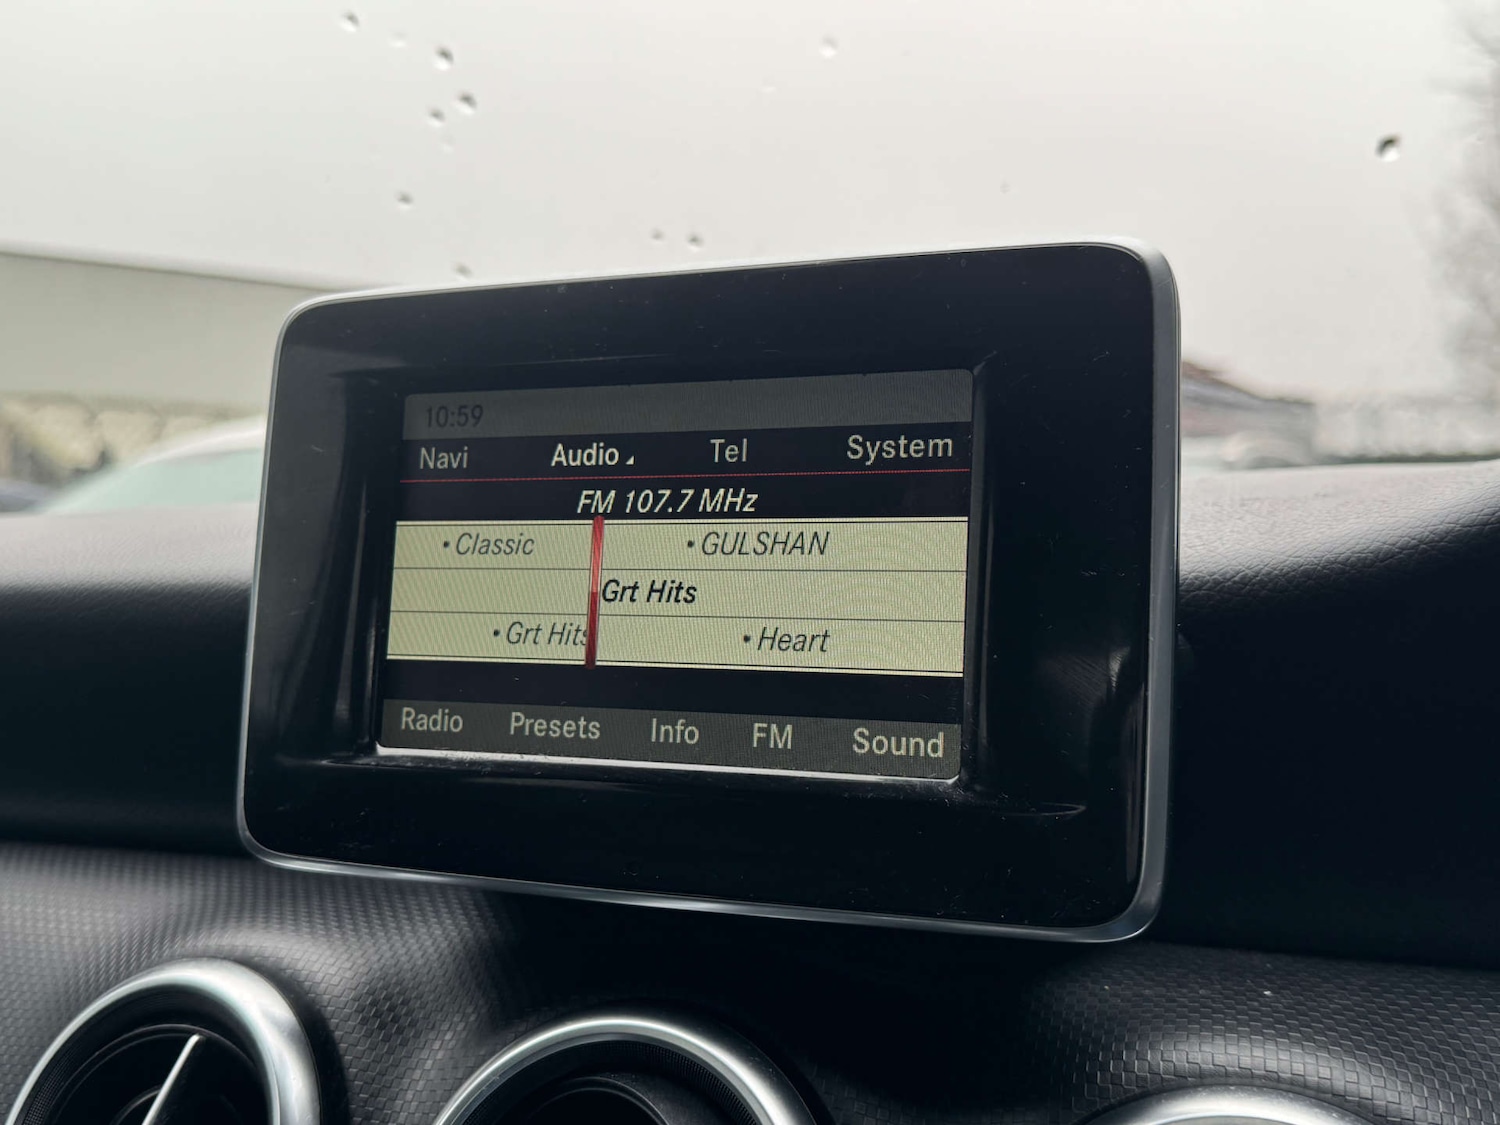 10:59
Navi Audio Tel System
FM 107.7 MHz
• Classic • GULSHAN
Grt Hits
• Grt Hits • Heart
Radio Presets Info FM Sound